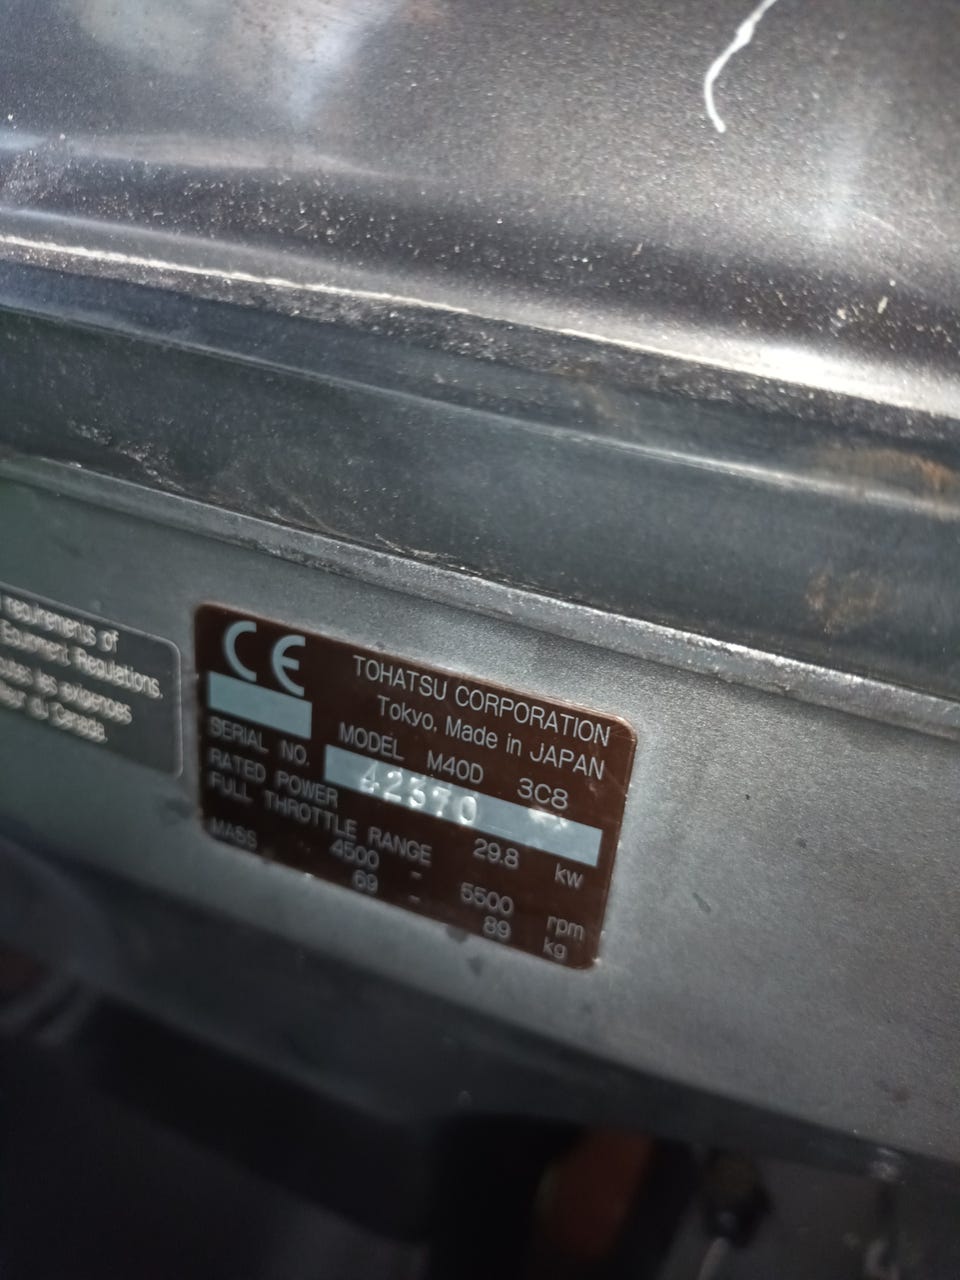 requirements of
Equipment Regulations.
les exigences
du Canada
CE
TOHATSU CORPORATION
Tokyo, Made in JAPAN
MODEL M40D 3C8
SERIAL NO.
RATED POWER 29.8 kw
FULL THROTTLE RANGE
4500 - 5500 rpm
MASS 69 - 89 kg